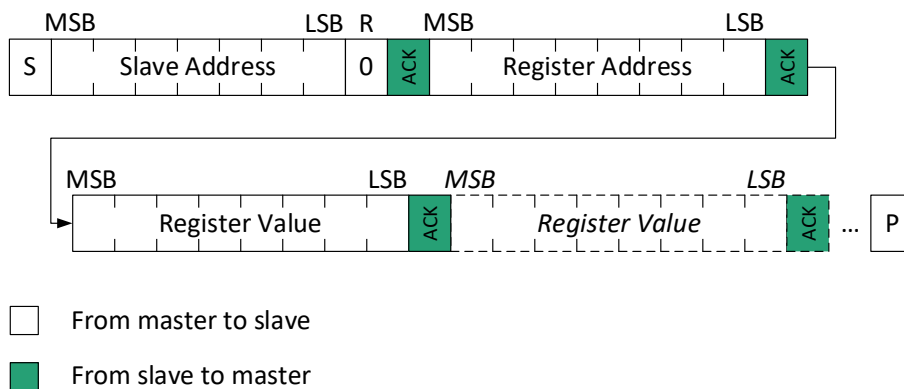 MSB LSB R MSB LSB
S Slave Address 0 ACK Register Address ACK
MSB LSB MSB LSB
Register Value ACK Register Value ACK ... P
From master to slave
From slave to master